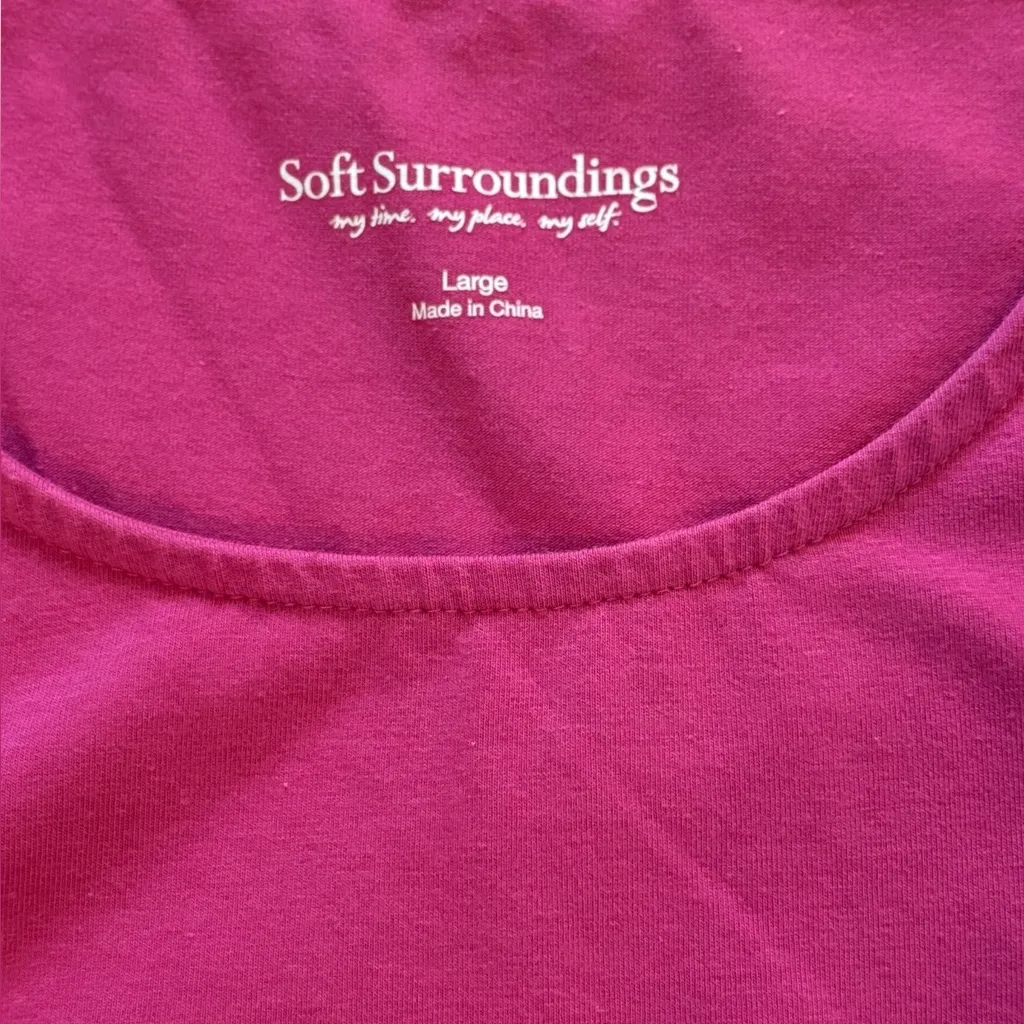 Soft Surroundings
my time. my place. my self.
Large
Made in China